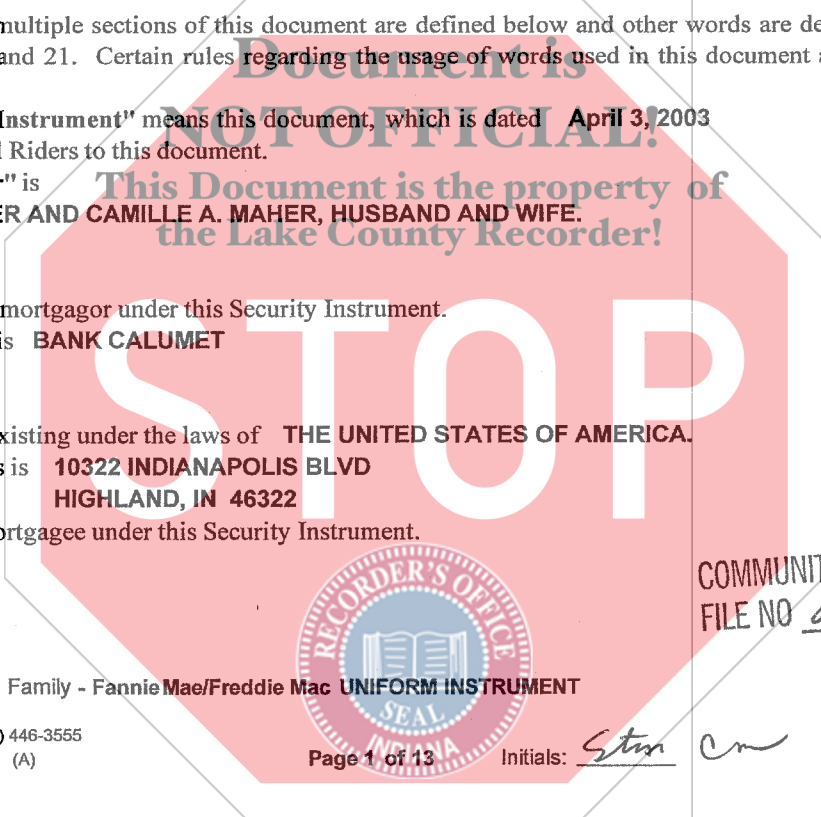 multiple sections of this document are defined below and other words are de
and 21. Certain rules regarding the usage of words used in this document a
Document is
Instrument" means this document, which is dated April 3, 2003
NOT OFFICIAL!
l Riders to this document.
r" is
This Document is the property of
ER AND CAMILLE A. MAHER, HUSBAND AND WIFE.
the Lake County Recorder!
mortgagor under this Security Instrument.
is BANK CALUMET
STOP
xisting under the laws of THE UNITED STATES OF AMERICA.
s is 10322 INDIANAPOLIS BLVD
HIGHLAND, IN 46322
ortgagee under this Security Instrument.
COMMUNIT
FILE NO
RECORDER'S OFFICE
SEAL
INDIANA
Family - Fannie Mae/Freddie Mac UNIFORM INSTRUMENT
) 446-3555
(A)
Page 1 of 13 Initials: Stm Cm